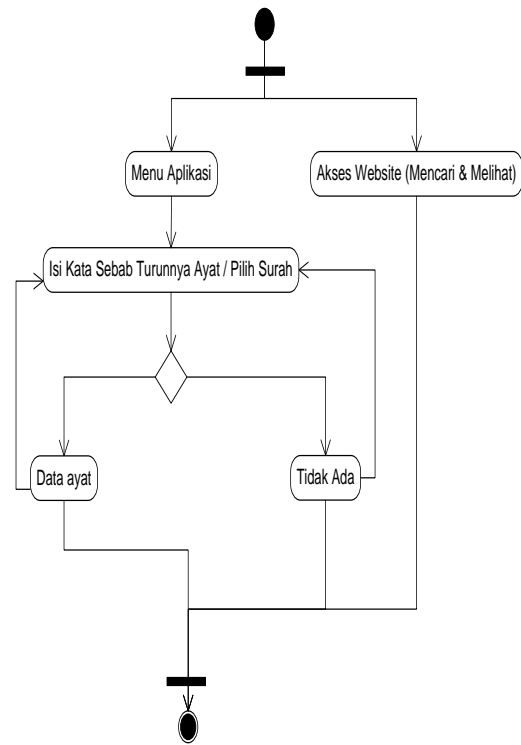 Menu Aplikasi
Akses Website (Mencari & Melihat)
Isi Kata Sebab Turunnya Ayat / Pilih Surah
Data ayat
Tidak Ada